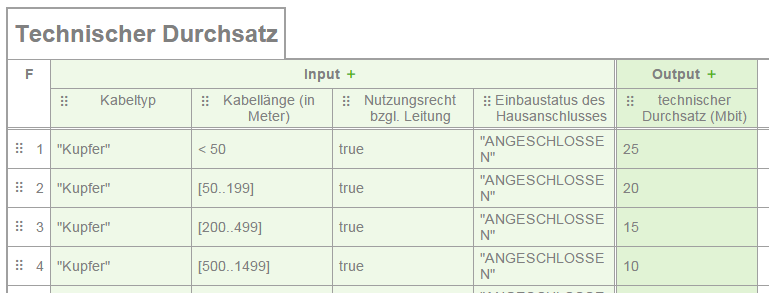 Technischer Durchsatz
F Input + Output +
Kabeltyp Kabellänge (in Meter) Nutzungsrecht bzgl. Leitung Einbaustatus des Hausanschlusses technischer Durchsatz (Mbit)
1 "Kupfer" < 50 true "ANGESCHLOSSEN" 25
2 "Kupfer" [50..199] true "ANGESCHLOSSEN" 20
3 "Kupfer" [200..499] true "ANGESCHLOSSEN" 15
4 "Kupfer" [500..1499] true "ANGESCHLOSSEN" 10